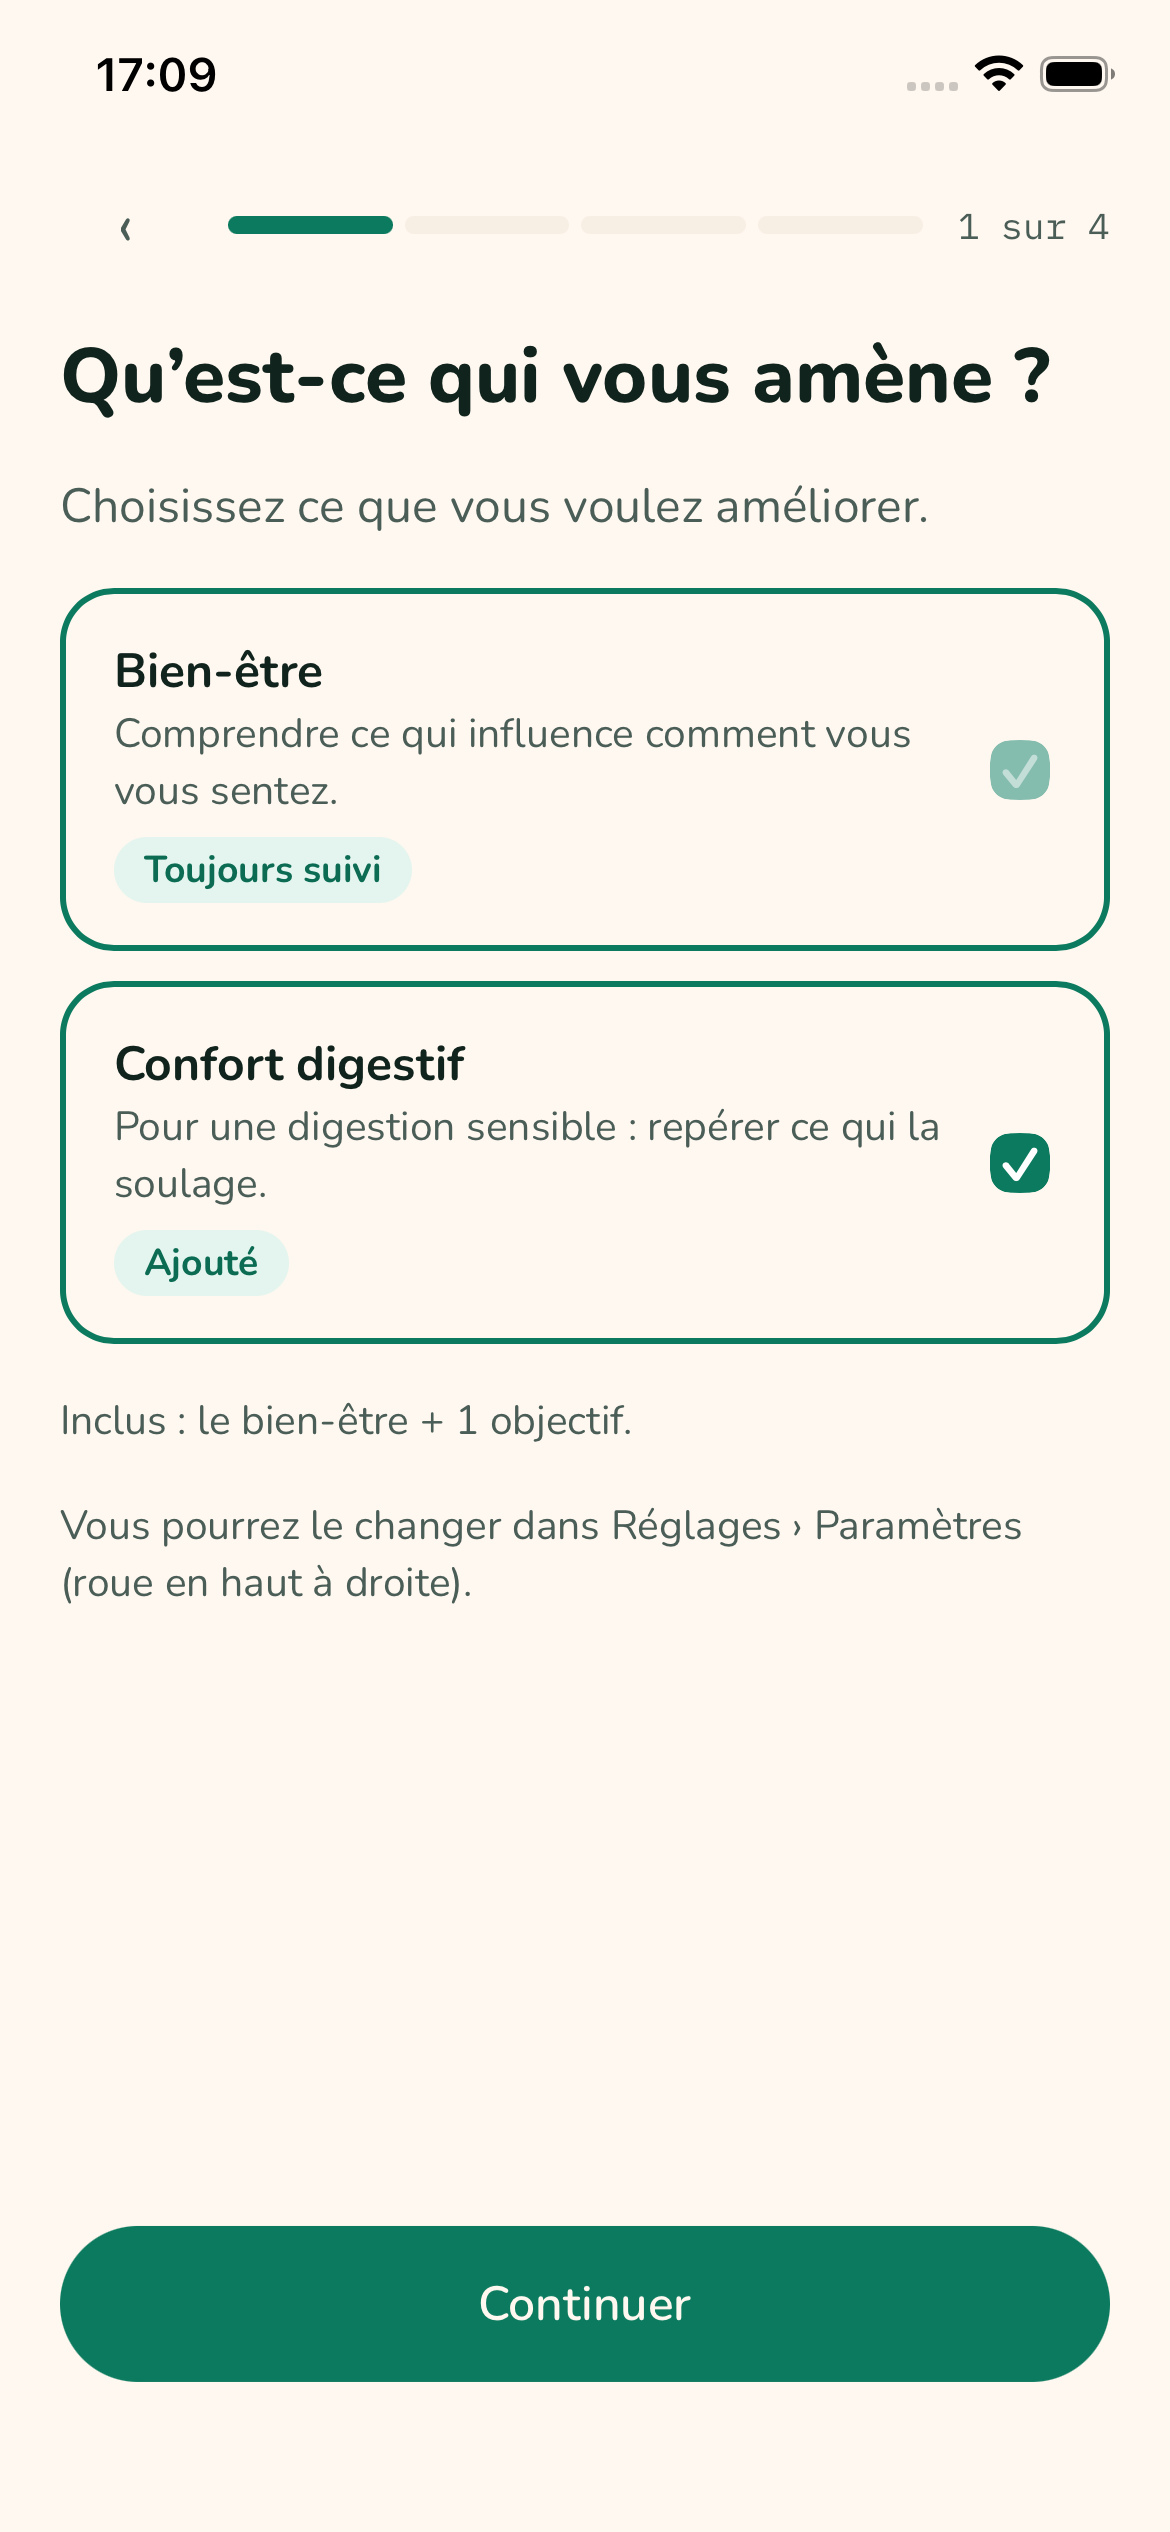 17:09
1 sur 4
Qu’est-ce qui vous amène ?
Choisissez ce que vous voulez améliorer.
Bien-être
Comprendre ce qui influence comment vous
vous sentez.
Toujours suivi
Confort digestif
Pour une digestion sensible : repérer ce qui la
soulage.
Ajouté
Inclus : le bien-être + 1 objectif.
Vous pourrez le changer dans Réglages › Paramètres
(roue en haut à droite).
Continuer